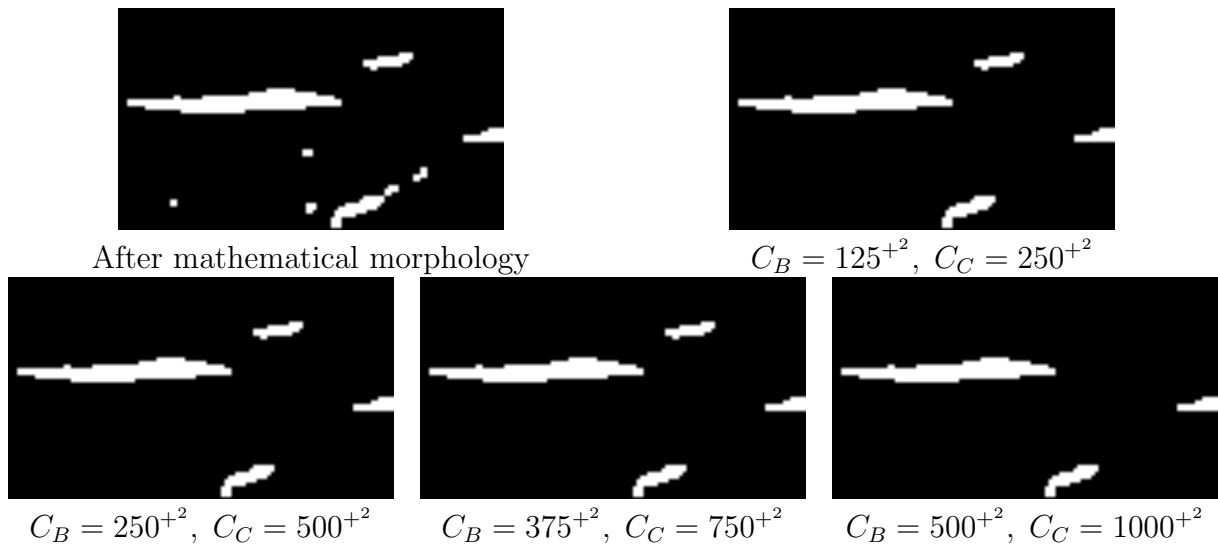 After mathematical morphology
C_B = 125^{+2}, C_C = 250^{+2}
C_B = 250^{+2}, C_C = 500^{+2}
C_B = 375^{+2}, C_C = 750^{+2}
C_B = 500^{+2}, C_C = 1000^{+2}